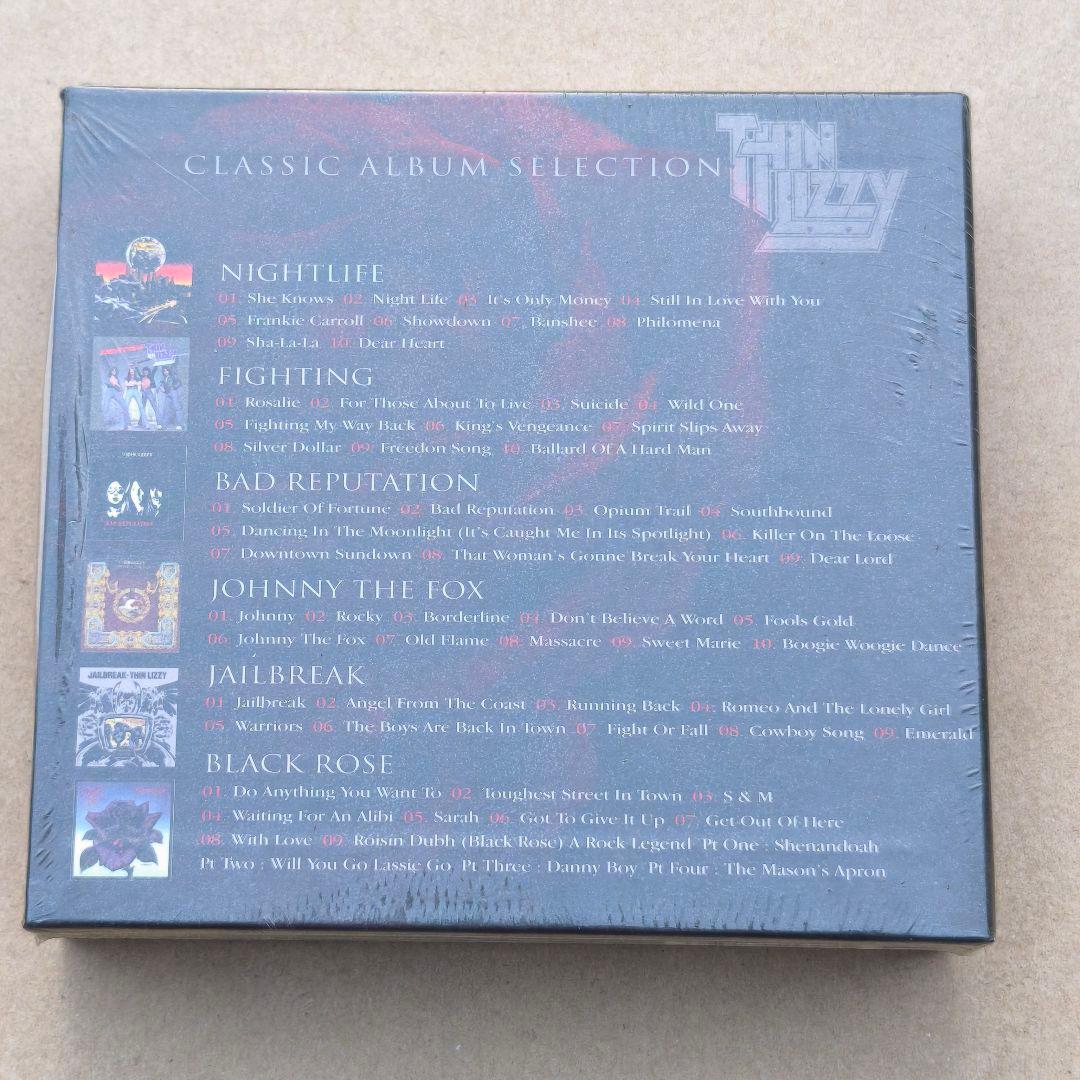 CLASSIC ALBUM SELECTION
THIN LIZZY
NIGHTLIFE
01. She Knows 02. Night Life 03. It's Only Money 04. Still In Love With You
05. Frankie Carroll 06. Showdown 07. Banshee 08. Philomena
09. Sha-La-La 10. Dear Heart
FIGHTING
01. Rosalie 02. For Those About To Live 03. Suicide 04. Wild One
05. Fighting My Way Back 06. King's Vengeance 07. Spirit Slips Away
08. Silver Dollar 09. Freedon Song 10. Ballard Of A Hard Man
THIN LIZZY
BAD REPUTATION
BAD REPUTATION
01. Soldier Of Fortune 02. Bad Reputation 03. Opium Trail 04. Southbound
05. Dancing In The Moonlight (It's Caught Me In Its Spotlight) 06. Killer On The Loose
07. Downtown Sundown 08. That Woman's Gonne Break Your Heart 09. Dear Lord
JOHNNY THE FOX
01. Johnny 02. Rocky 03. Borderline 04. Don't Believe A Word 05. Fools Gold
06. Johnny The Fox 07. Old Flame 08. Massacre 09. Sweet Marie 10. Boogie Woogie Dance
JAILBREAK-THIN LIZZY
JAILBREAK
01. Jailbreak 02. Angel From The Coast 03. Running Back 04. Romeo And The Lonely Girl
05. Warriors 06. The Boys Are Back In Town 07. Fight Or Fall 08. Cowboy Song 09. Emerald
BLACK ROSE
01. Do Anything You Want To 02. Toughest Street In Town 03. S & M
04. Waiting For An Alibi 05. Sarah 06. Got To Give It Up 07. Get Out Of Here
08. With Love 09. Roisin Dubh (Black Rose) A Rock Legend Pt One : Shenandoah
Pt Two : Will You Go Lassic Go Pt Three : Danny Boy Pt Four : The Mason's Apron